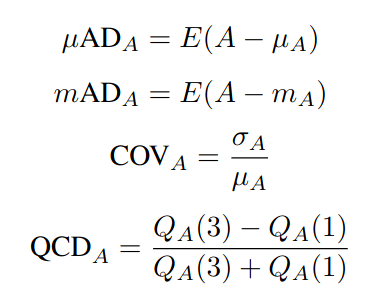 μAD_A = E(A − μ_A)
mAD_A = E(A − m_A)
COV_A = σ_A / μ_A
QCD_A = (Q_A(3) − Q_A(1)) / (Q_A(3) + Q_A(1))